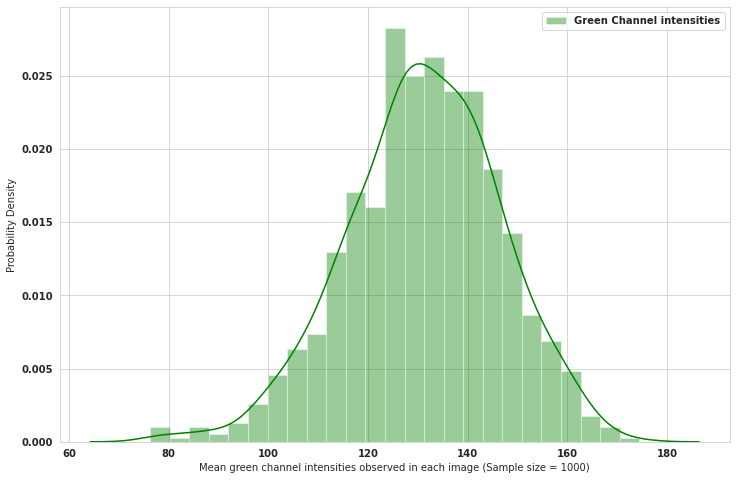 Green Channel intensities
Probability Density
0.025
0.020
0.015
0.010
0.005
0.000
60 80 100 120 140 160 180
Mean green channel intensities observed in each image (Sample size = 1000)